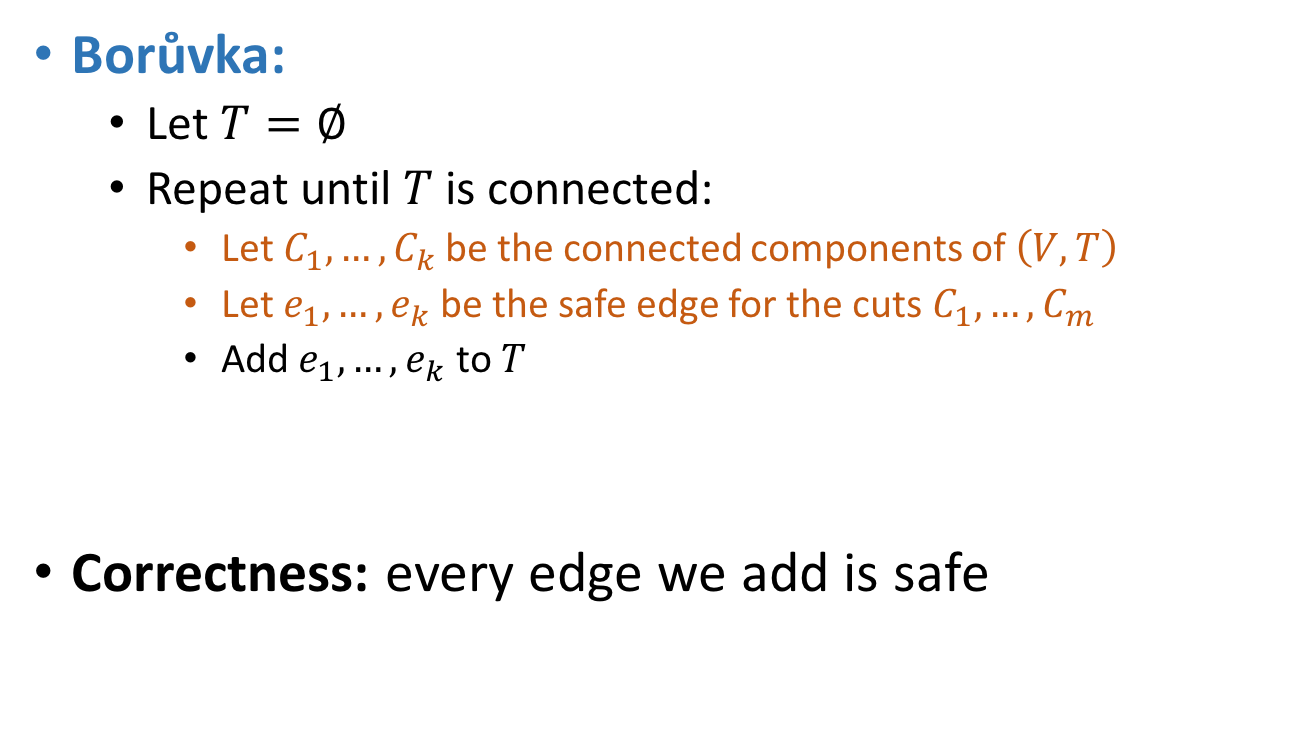 • Borůvka:
• Let 𝑇 = ∅
• Repeat until 𝑇 is connected:
• Let 𝐶₁, … , 𝐶ₖ be the connected components of (𝑉, 𝑇)
• Let 𝑒₁, … , 𝑒ₖ be the safe edge for the cuts 𝐶₁, … , 𝐶ₘ
• Add 𝑒₁, … , 𝑒ₖ to 𝑇
• Correctness: every edge we add is safe